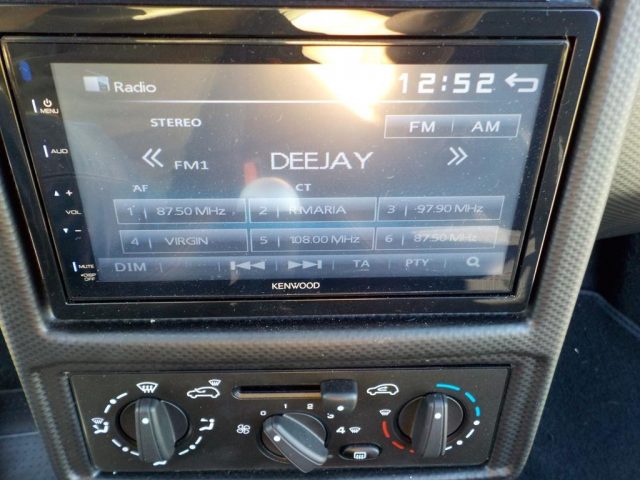 Radio 12:52
STEREO FM AM
MENU
AUD
FM1 DEEJAY
AF CT
1 87.50 MHz 2 R.MARIA 3 97.90 MHz
VOL
4 VIRGIN 5 108.00 MHz 6 87.50 MHz
MUTE DIM TA PTY
DISP OFF
KENWOOD
0 1 2 4